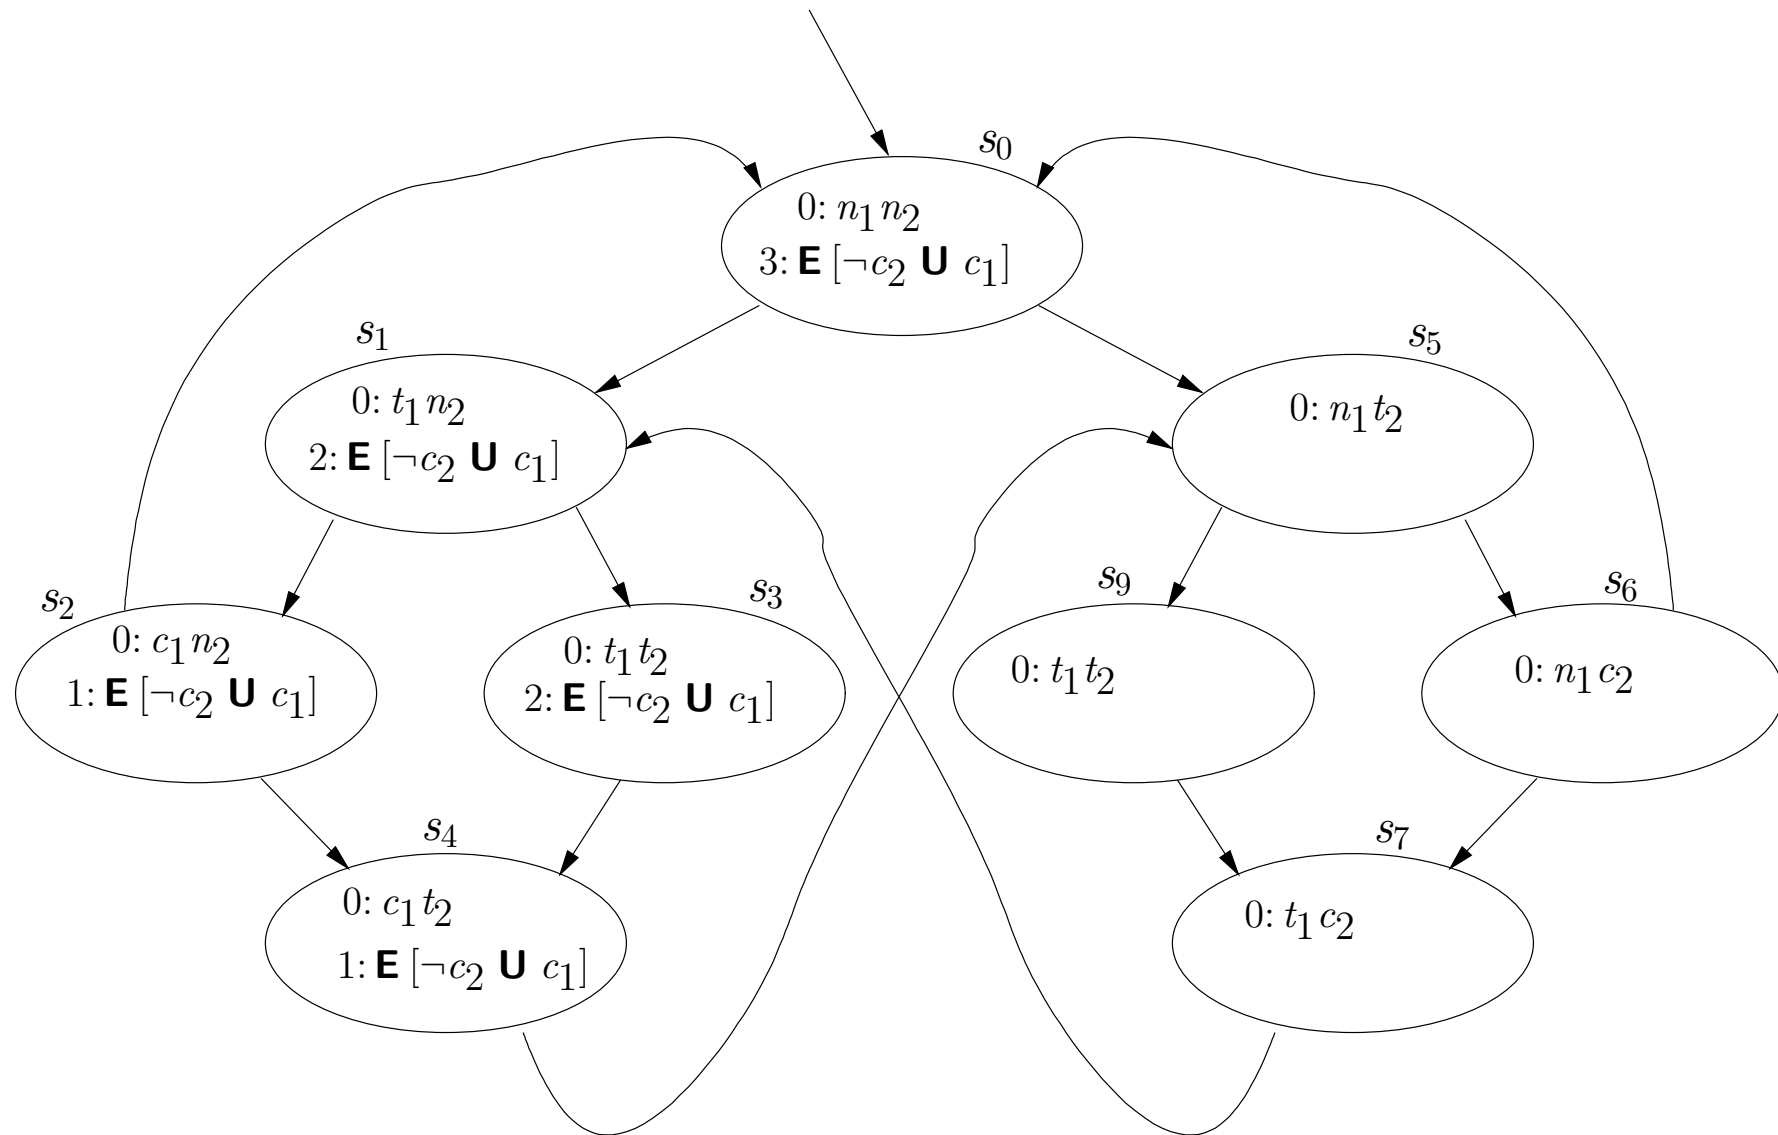 s₀
0: n₁n₂
3: E [¬c₂ U c₁]
s₁
0: t₁n₂
2: E [¬c₂ U c₁]
s₅
0: n₁t₂
s₂
0: c₁n₂
1: E [¬c₂ U c₁]
s₃
0: t₁t₂
2: E [¬c₂ U c₁]
s₉
0: t₁t₂
s₆
0: n₁c₂
s₄
0: c₁t₂
1: E [¬c₂ U c₁]
s₇
0: t₁c₂